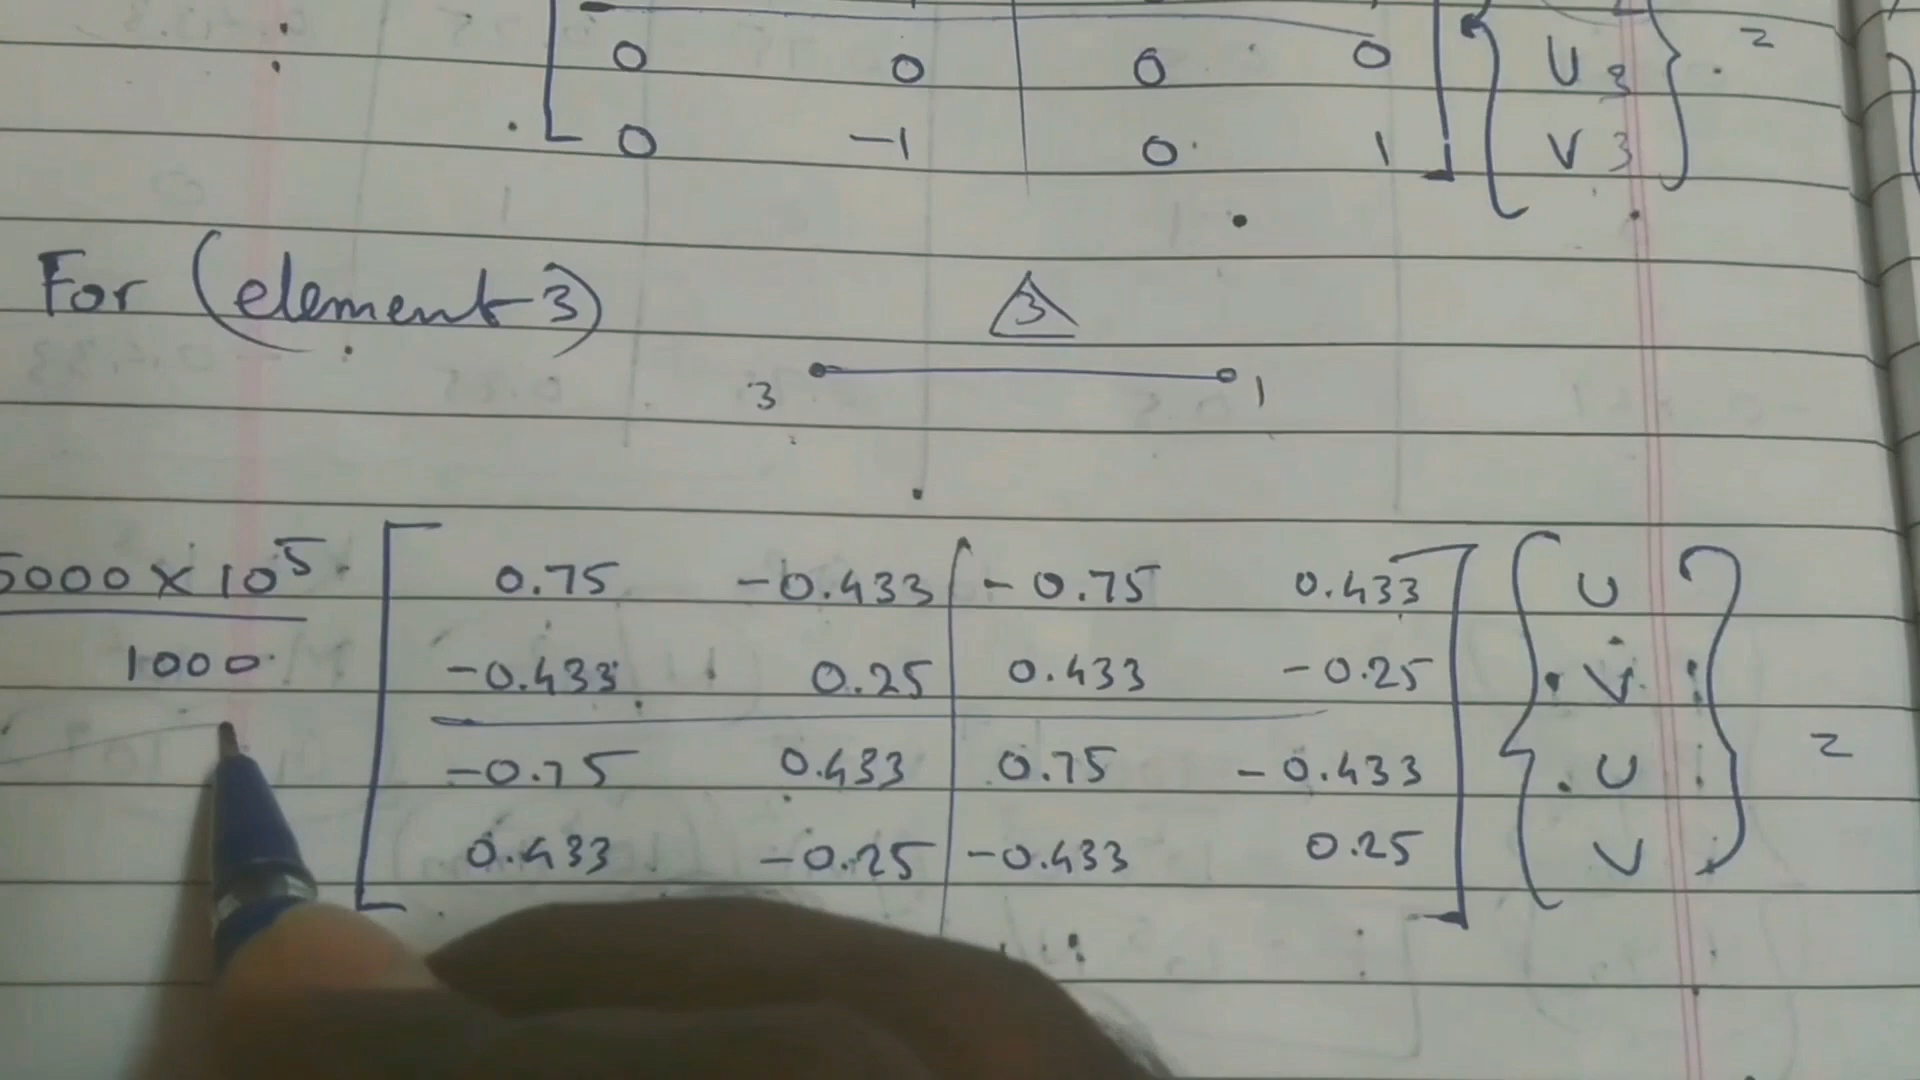 0 0 0 0 U3 =
0 -1 0 1 V3
For (element 3) 3
3 1
5000 × 10^5 0.75 -0.433 -0.75 0.433 U
1000 -0.433 0.25 0.433 -0.25 V
-0.75 0.433 0.75 -0.433 U =
0.433 -0.25 -0.433 0.25 V